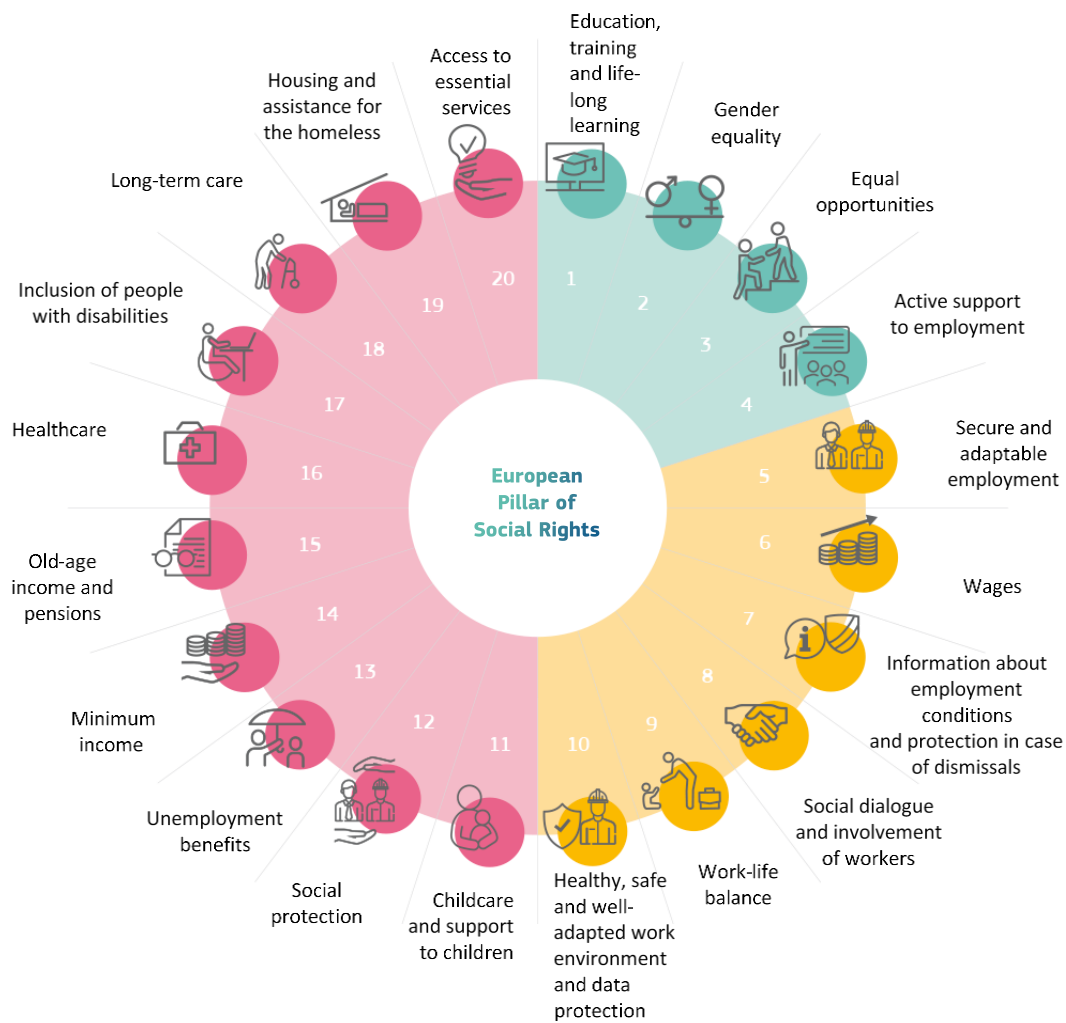 European
Pillar of
Social Rights
Education,
training
and life-
long
learning
1
Gender
equality
2
Equal
opportunities
3
Active support
to employment
4
Secure and
adaptable
employment
5
Wages
6
Information about
employment
conditions
and protection in case
of dismissals
7
Social dialogue
and involvement
of workers
8
Work-life
balance
9
Healthy, safe
and well-
adapted work
environment
and data
protection
10
Childcare
and support
to children
11
Social
protection
12
Unemployment
benefits
13
Minimum
income
14
Old-age
income and
pensions
15
Healthcare
16
Inclusion of people
with disabilities
17
Long-term care
18
Housing and
assistance for
the homeless
19
Access to
essential
services
20